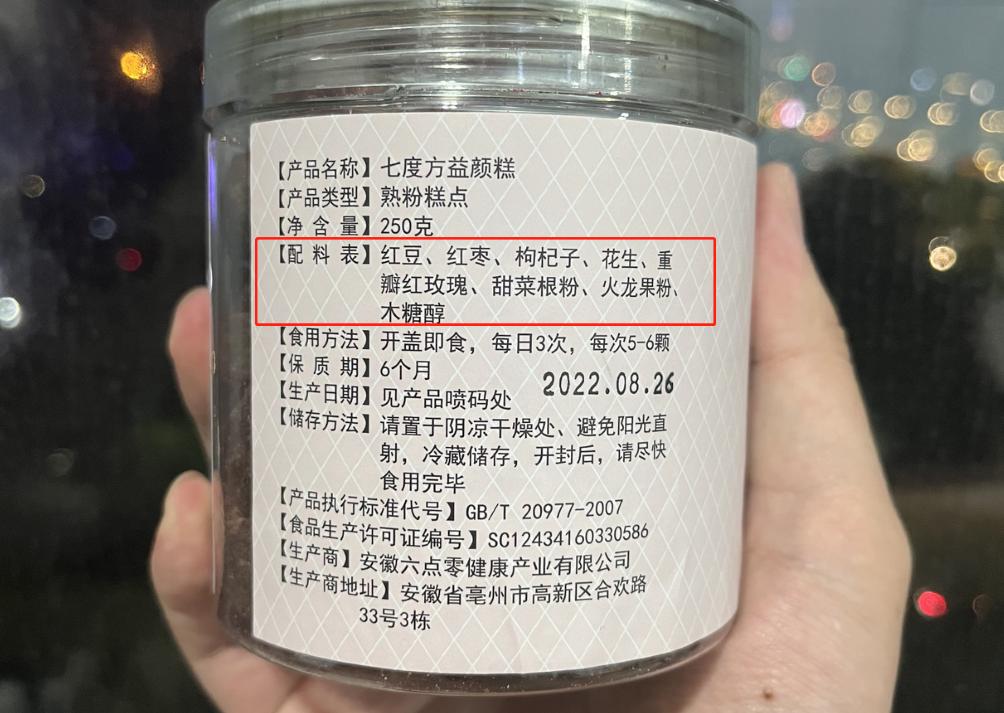 【产品名称】七度方益颜糕
【产品类型】熟粉糕点
【净 含 量】250克
【配 料 表】红豆、红枣、枸杞子、花生、重
瓣红玫瑰、甜菜根粉、火龙果粉、
木糖醇
【食用方法】开盖即食，每日3次，每次5-6颗
【保 质 期】6个月
【生产日期】见产品喷码处
2022.08.26
【储存方法】请置于阴凉干燥处、避免阳光直
射，冷藏储存，开封后，请尽快
食用完毕
【产品执行标准代号】GB/T 20977-2007
【食品生产许可证编号】SC12434160330586
【生产商】安徽六点零健康产业有限公司
【生产商地址】安徽省亳州市高新区合欢路
33号3栋